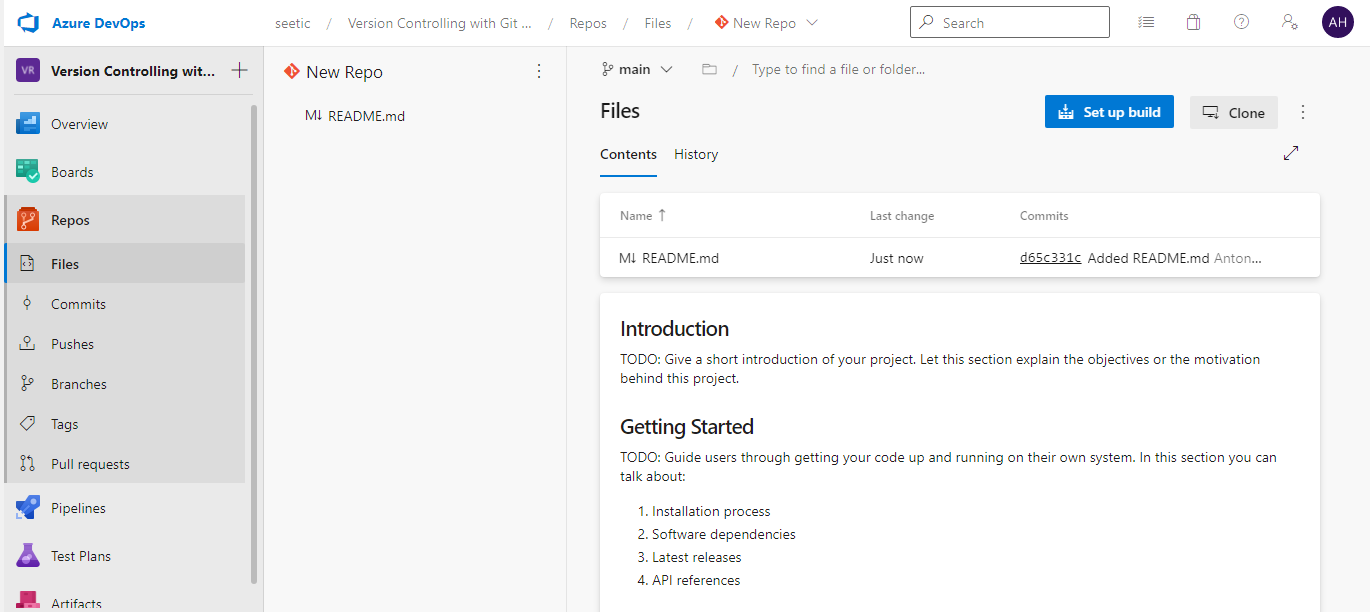 Azure DevOps
seetic / Version Controlling with Git ... / Repos / Files / New Repo
Search
AH
VR Version Controlling wit...
Overview
Boards
Repos
Files
Commits
Pushes
Branches
Tags
Pull requests
Pipelines
Test Plans
Artifacts
New Repo
M↓ README.md
main / Type to find a file or folder...
Files
Set up build
Clone
Contents History
Name ↑ Last change Commits
M↓ README.md Just now d65c331c Added README.md Anton...
Introduction
TODO: Give a short introduction of your project. Let this section explain the objectives or the motivation
behind this project.
Getting Started
TODO: Guide users through getting your code up and running on their own system. In this section you can
talk about:
1. Installation process
2. Software dependencies
3. Latest releases
4. API references